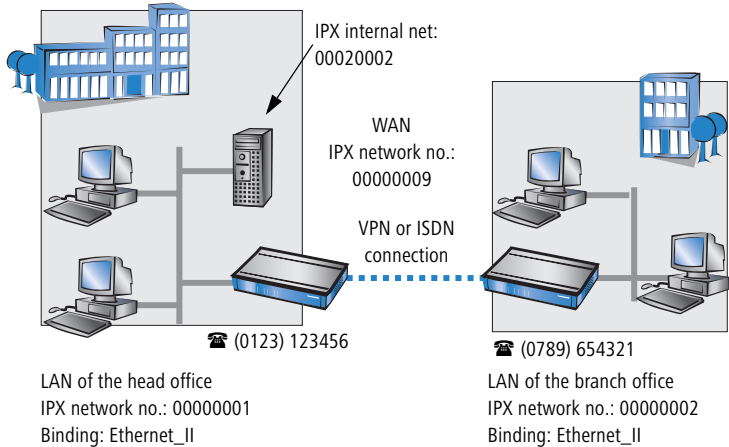 IPX internal net:
00020002
WAN
IPX network no.:
00000009
VPN or ISDN
connection
☎ (0123) 123456
☎ (0789) 654321
LAN of the head office
IPX network no.: 00000001
Binding: Ethernet_II
LAN of the branch office
IPX network no.: 00000002
Binding: Ethernet_II